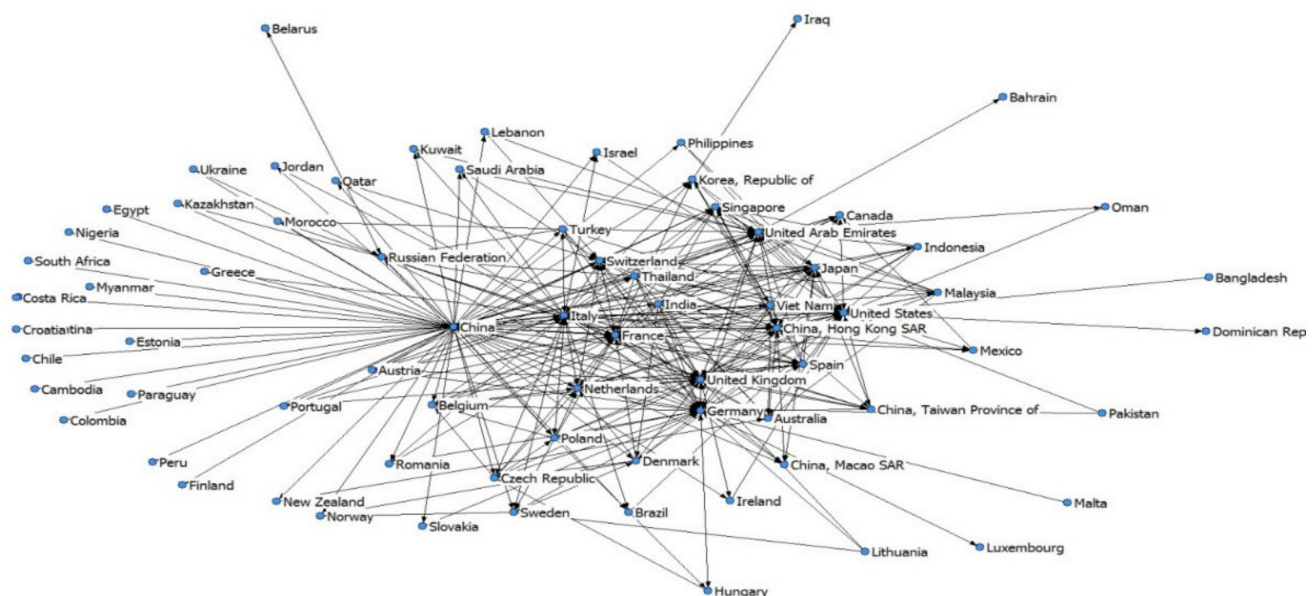 Belarus
Iraq
Bahrain
Lebanon
Philippines
Kuwait
Israel
Ukraine
Jordan
Saudi Arabia
Qatar
Korea, Republic of
Kazakhstan
Singapore
Oman
Egypt
Canada
Morocco
Turkey
United Arab Emirates
Nigeria
Indonesia
Russian Federation
South Africa
Switzerland
Greece
Japan
Thailand
Bangladesh
Myanmar
Malaysia
Costa Rica
India
Viet Nam
United States
Italy
China
China, Hong Kong SAR
Croatia
Dominican Rep
France
Estonia
Mexico
Chile
Spain
Austria
United Kingdom
Cambodia
Netherlands
Paraguay
Portugal
Belgium
Germany
China, Taiwan Province of
Pakistan
Colombia
Australia
Poland
Peru
Romania
Denmark
China, Macao SAR
Czech Republic
Finland
New Zealand
Ireland
Malta
Norway
Sweden
Brazil
Slovakia
Luxembourg
Lithuania
Hungary